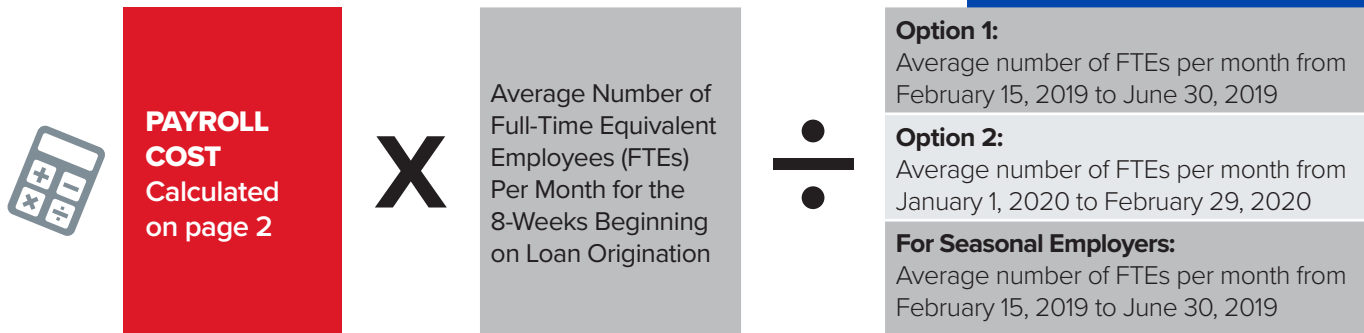 PAYROLL
COST
Calculated
on page 2
X
Average Number of
Full-Time Equivalent
Employees (FTEs)
Per Month for the
8-Weeks Beginning
on Loan Origination
÷
Option 1:
Average number of FTEs per month from
February 15, 2019 to June 30, 2019
Option 2:
Average number of FTEs per month from
January 1, 2020 to February 29, 2020
For Seasonal Employers:
Average number of FTEs per month from
February 15, 2019 to June 30, 2019